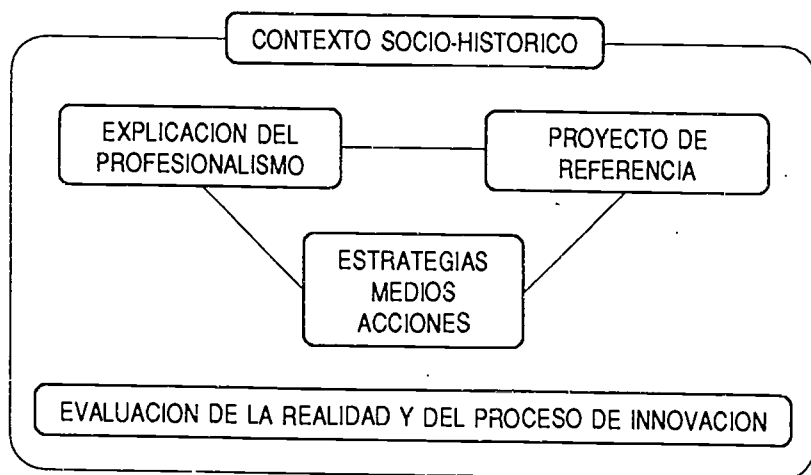 CONTEXTO SOCIO-HISTORICO
EXPLICACION DEL
PROFESIONALISMO
PROYECTO DE
REFERENCIA
ESTRATEGIAS
MEDIOS
ACCIONES
EVALUACION DE LA REALIDAD Y DEL PROCESO DE INNOVACION